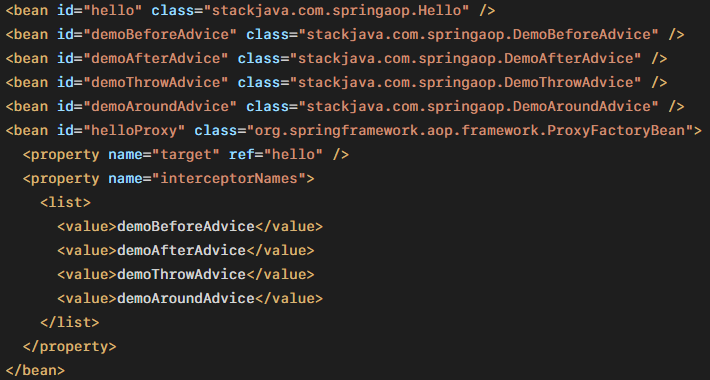 <bean id="hello" class="stackjava.com.springaop.Hello" />
<bean id="demoBeforeAdvice" class="stackjava.com.springaop.DemoBeforeAdvice" />
<bean id="demoAfterAdvice" class="stackjava.com.springaop.DemoAfterAdvice" />
<bean id="demoThrowAdvice" class="stackjava.com.springaop.DemoThrowAdvice" />
<bean id="demoAroundAdvice" class="stackjava.com.springaop.DemoAroundAdvice" />
<bean id="helloProxy" class="org.springframework.aop.framework.ProxyFactoryBean">
  <property name="target" ref="hello" />
  <property name="interceptorNames">
    <list>
      <value>demoBeforeAdvice</value>
      <value>demoAfterAdvice</value>
      <value>demoThrowAdvice</value>
      <value>demoAroundAdvice</value>
    </list>
  </property>
</bean>